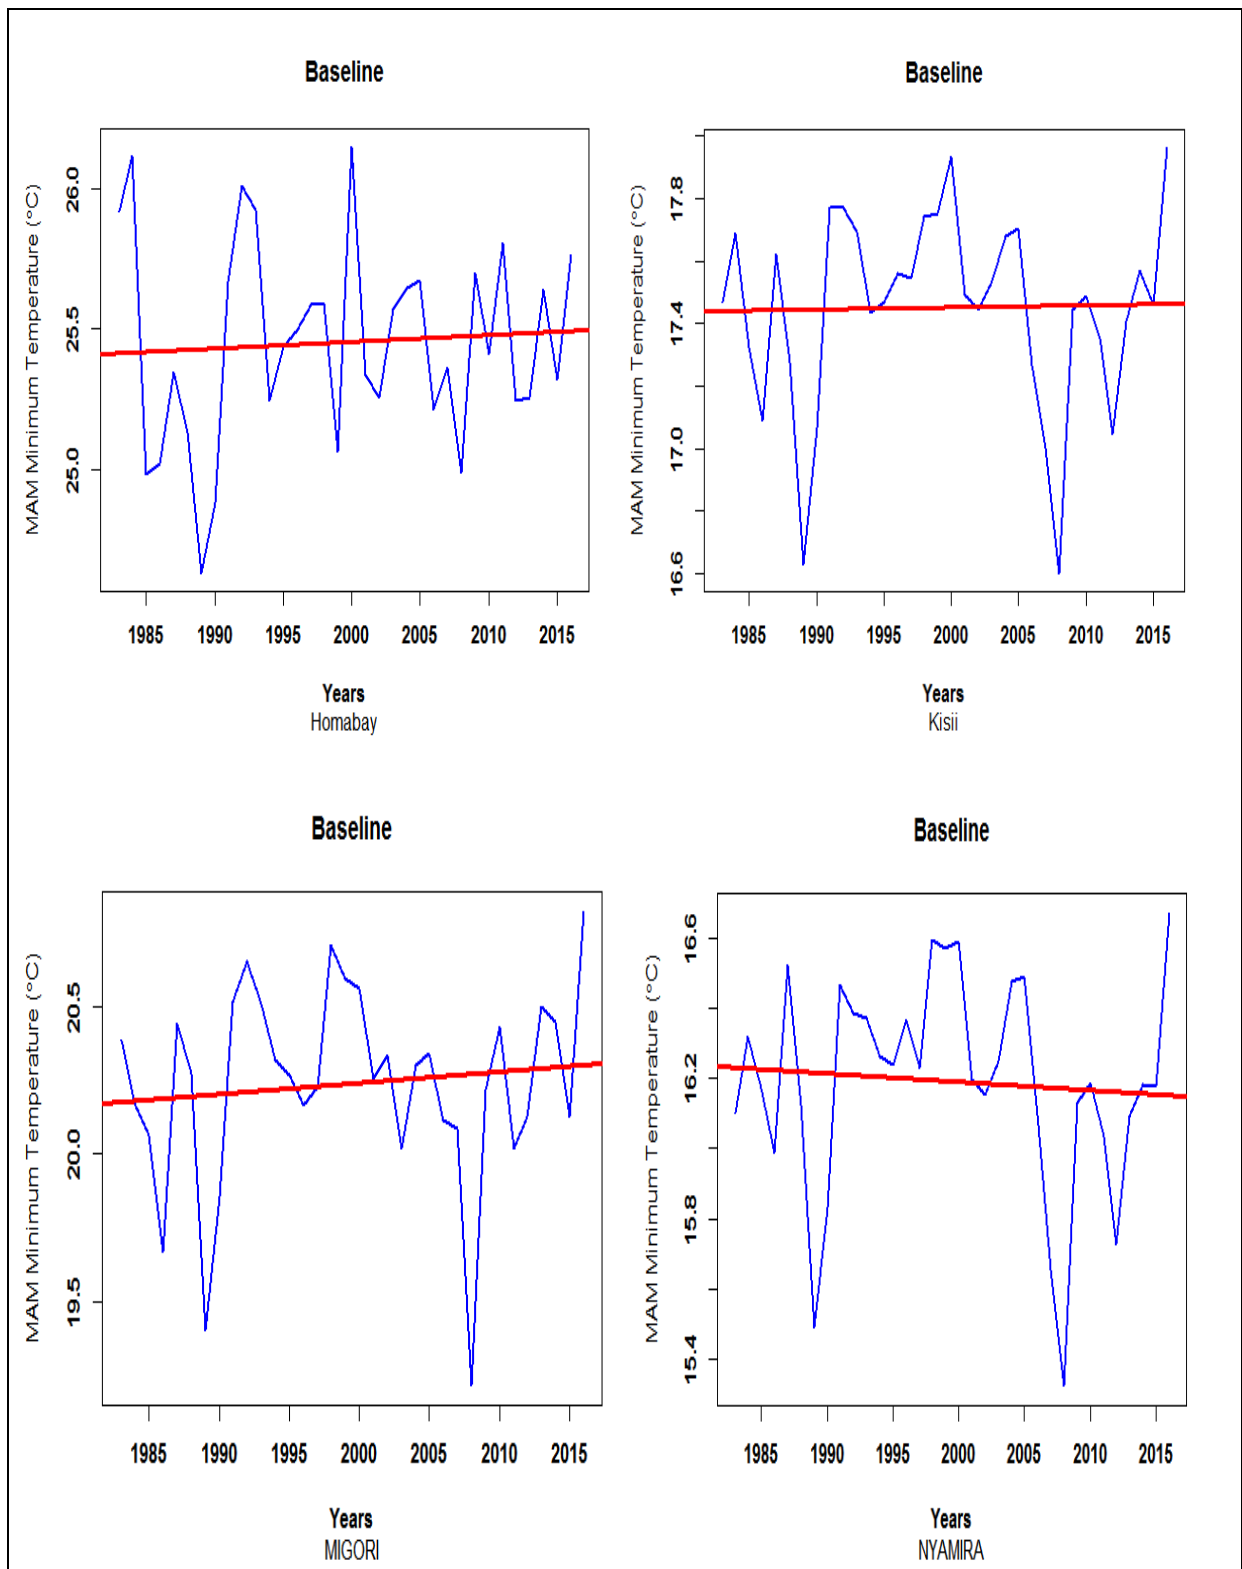 Baseline
MAM Minimum Temperature (°C)
26.0
25.5
25.0
1985 1990 1995 2000 2005 2010 2015
Years
Homabay
Baseline
MAM Minimum Temperature (°C)
17.8
17.4
17.0
16.6
1985 1990 1995 2000 2005 2010 2015
Years
Kisii
Baseline
MAM Minimum Temperature (°C)
20.5
20.0
19.5
1985 1990 1995 2000 2005 2010 2015
Years
MIGORI
Baseline
MAM Minimum Temperature (°C)
16.6
16.2
15.8
15.4
1985 1990 1995 2000 2005 2010 2015
Years
NYAMIRA